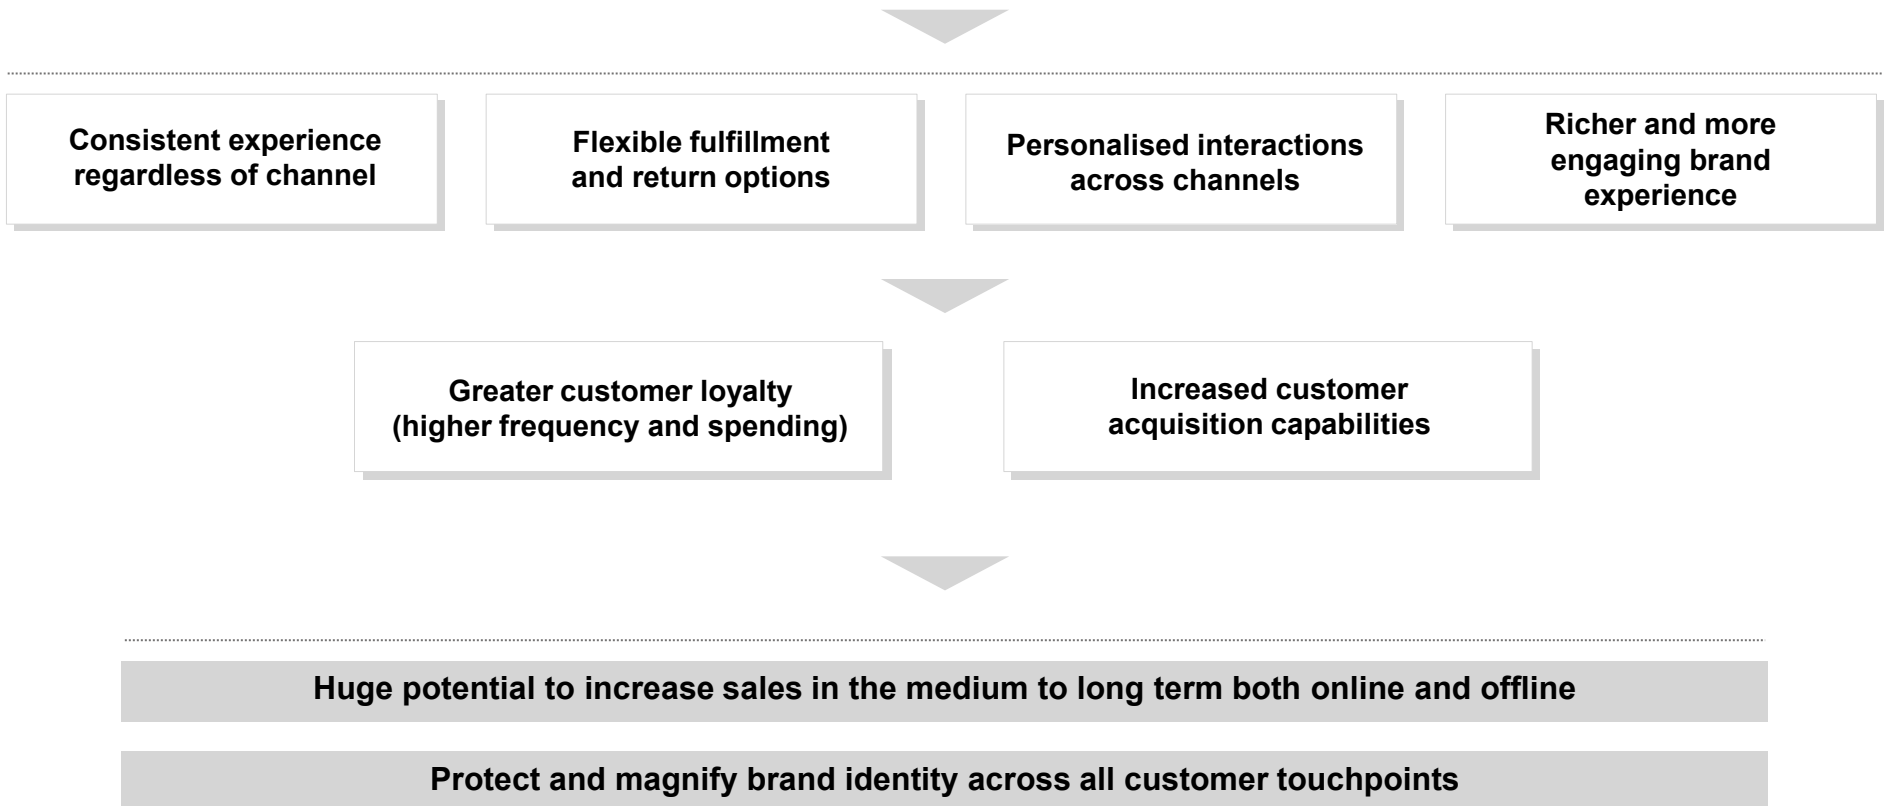 Consistent experience
regardless of channel
Flexible fulfillment
and return options
Personalised interactions
across channels
Richer and more
engaging brand
experience
Greater customer loyalty
(higher frequency and spending)
Increased customer
acquisition capabilities
Huge potential to increase sales in the medium to long term both online and offline
Protect and magnify brand identity across all customer touchpoints